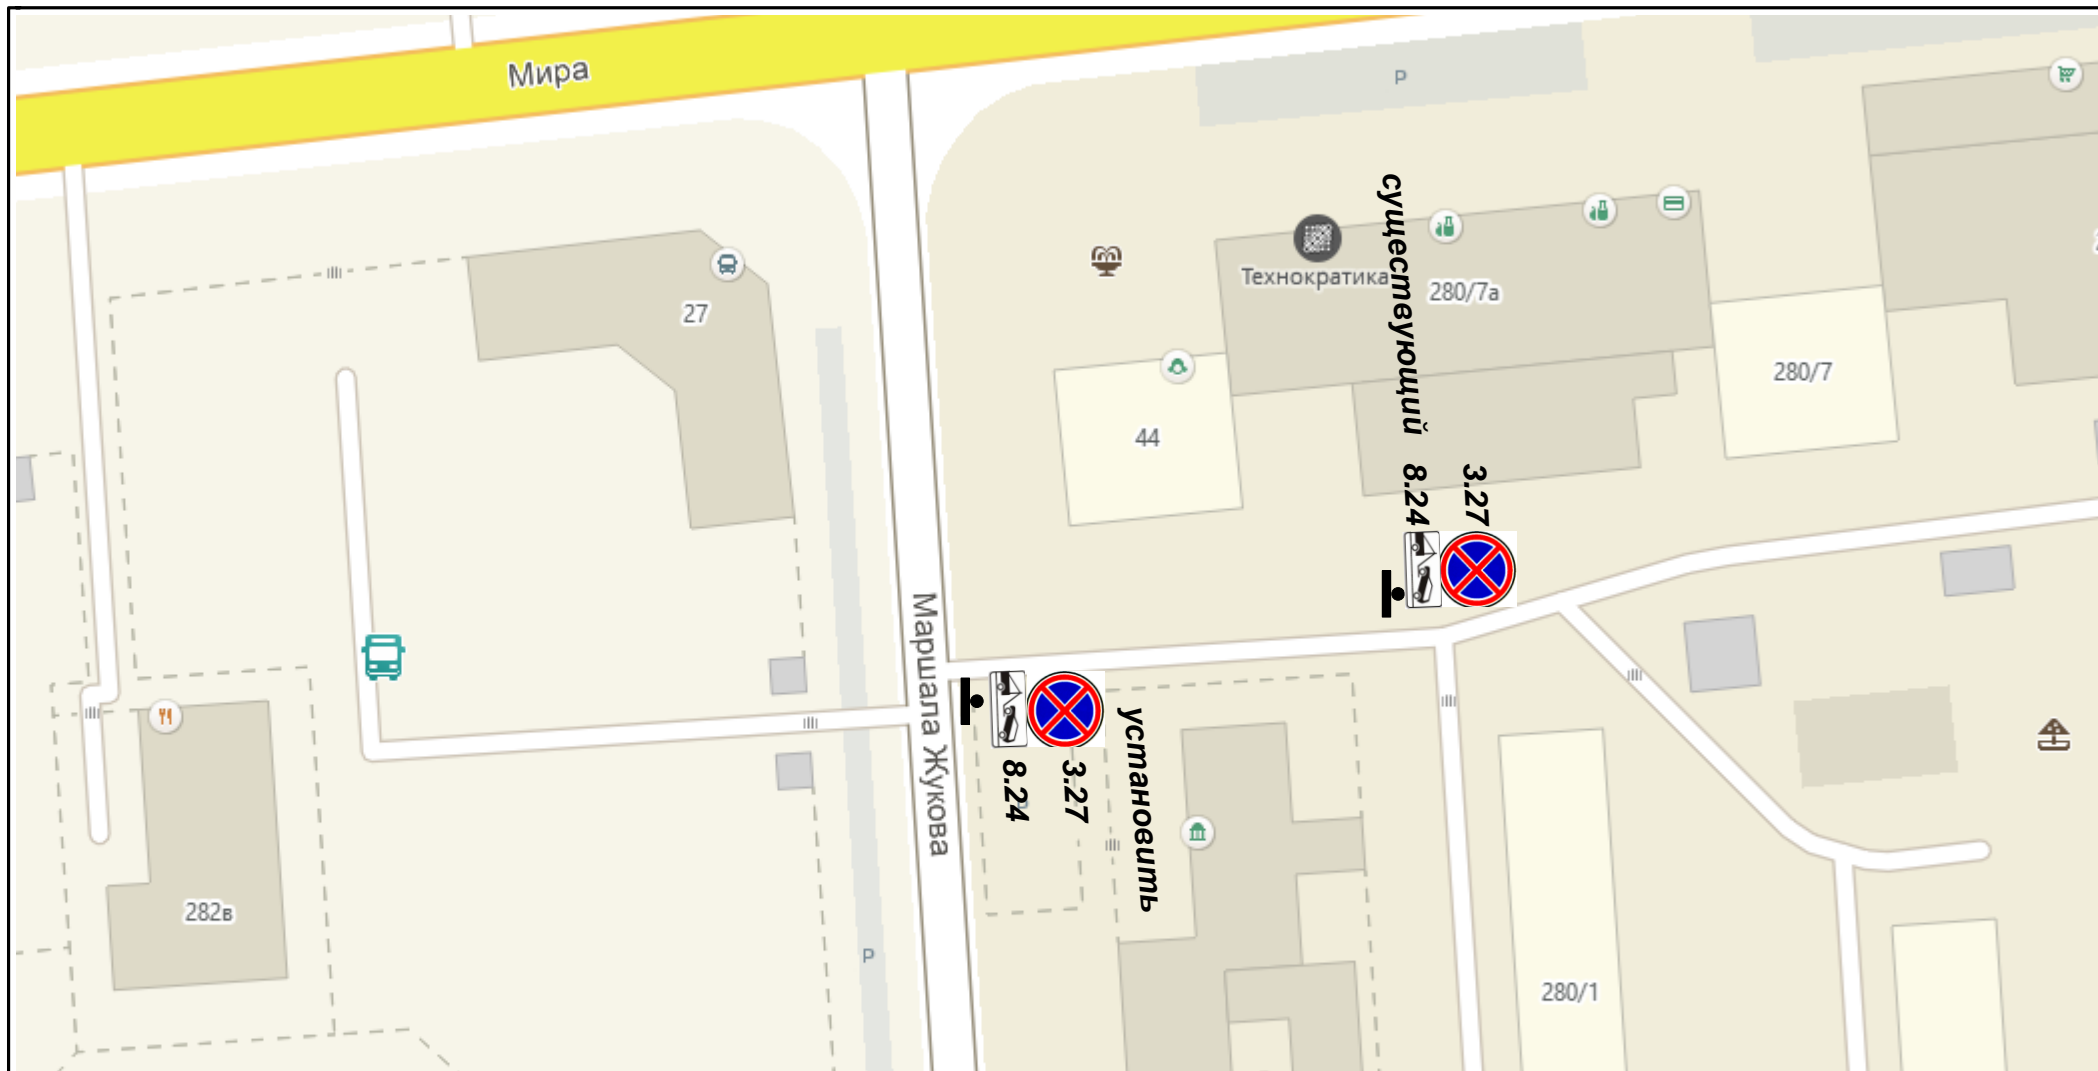 Мира
P
существующий
Технократика
280/7а
27
280/7
44
8.24
3.27
Маршала Жукова
установить
8.24
3.27
282в
P
280/1